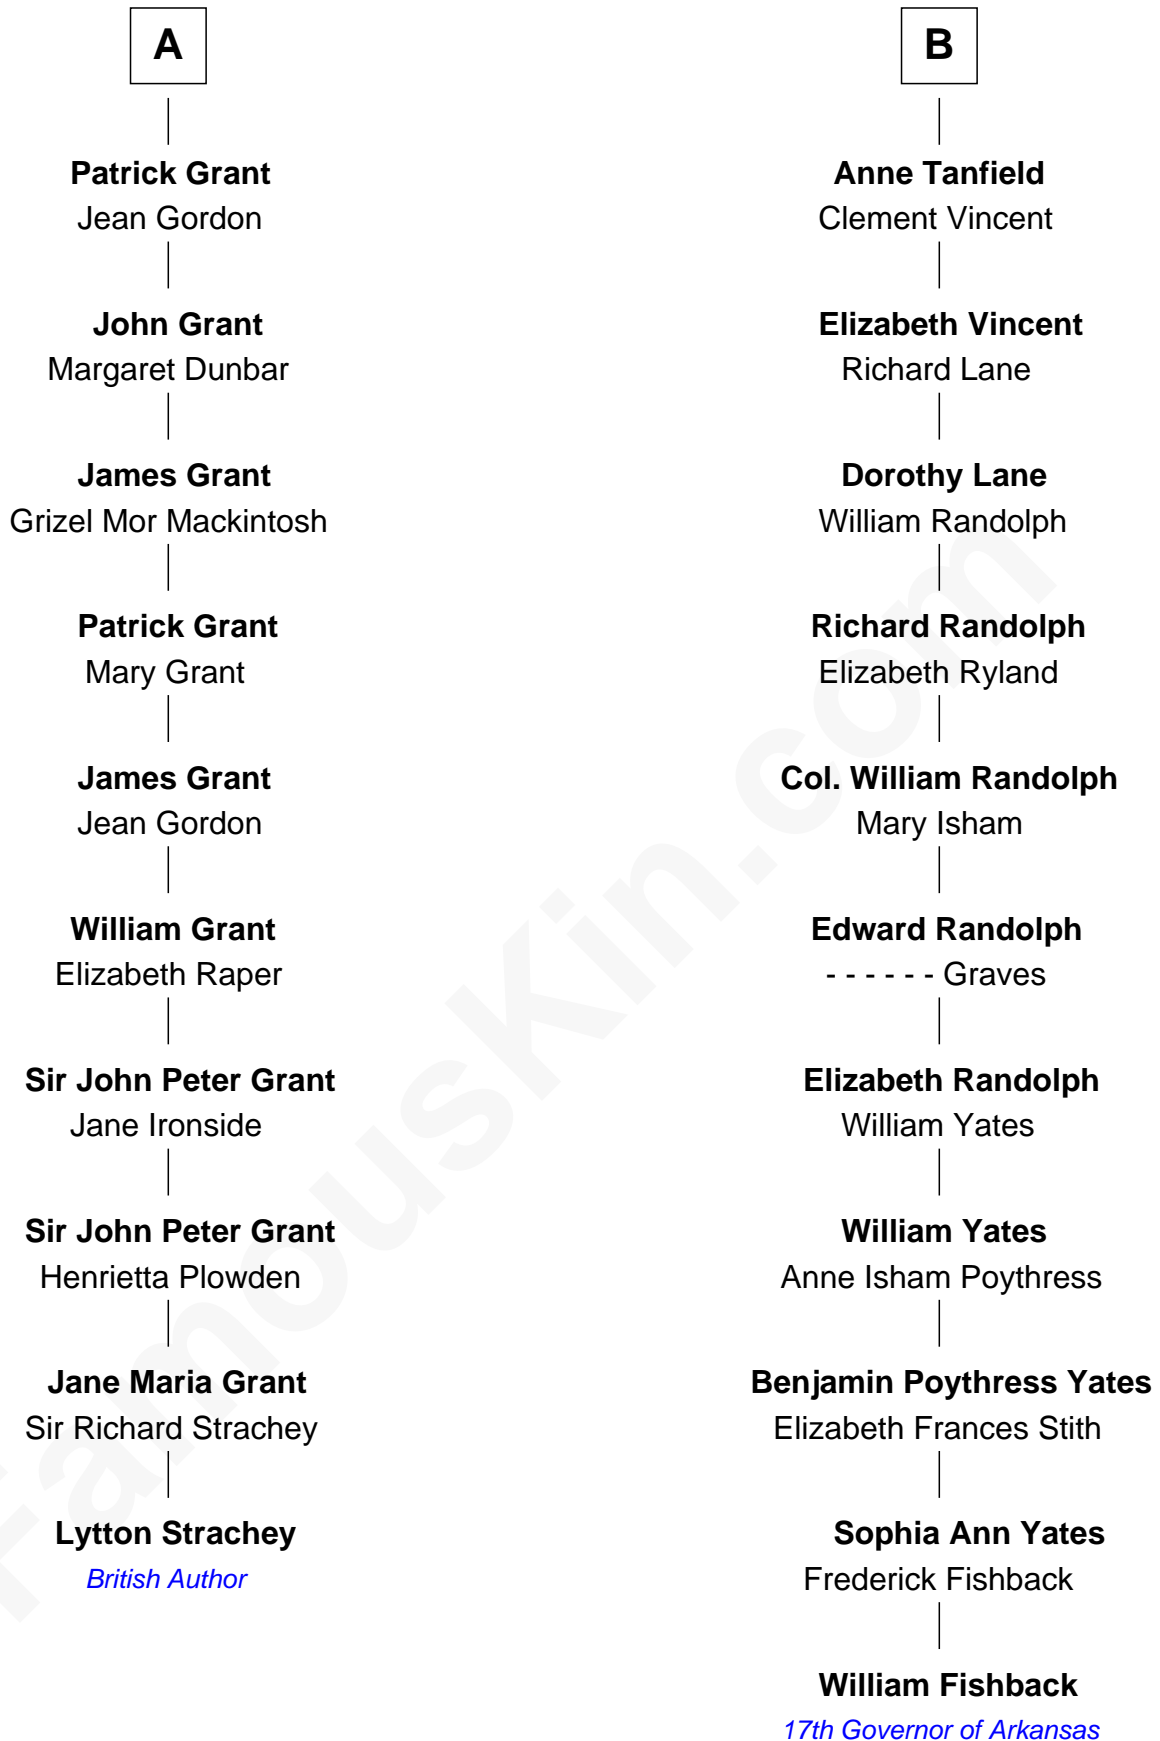 A
Patrick Grant
Jean Gordon
John Grant
Margaret Dunbar
James Grant
Grizel Mor Mackintosh
Patrick Grant
Mary Grant
James Grant
Jean Gordon
William Grant
Elizabeth Raper
Sir John Peter Grant
Jane Ironside
Sir John Peter Grant
Henrietta Plowden
Jane Maria Grant
Sir Richard Strachey
Lytton Strachey
British Author
B
Anne Tanfield
Clement Vincent
Elizabeth Vincent
Richard Lane
Dorothy Lane
William Randolph
Richard Randolph
Elizabeth Ryland
Col. William Randolph
Mary Isham
Edward Randolph
- - - - - - Graves
Elizabeth Randolph
William Yates
William Yates
Anne Isham Poythress
Benjamin Poythress Yates
Elizabeth Frances Stith
Sophia Ann Yates
Frederick Fishback
William Fishback
17th Governor of Arkansas
FamousKin.com